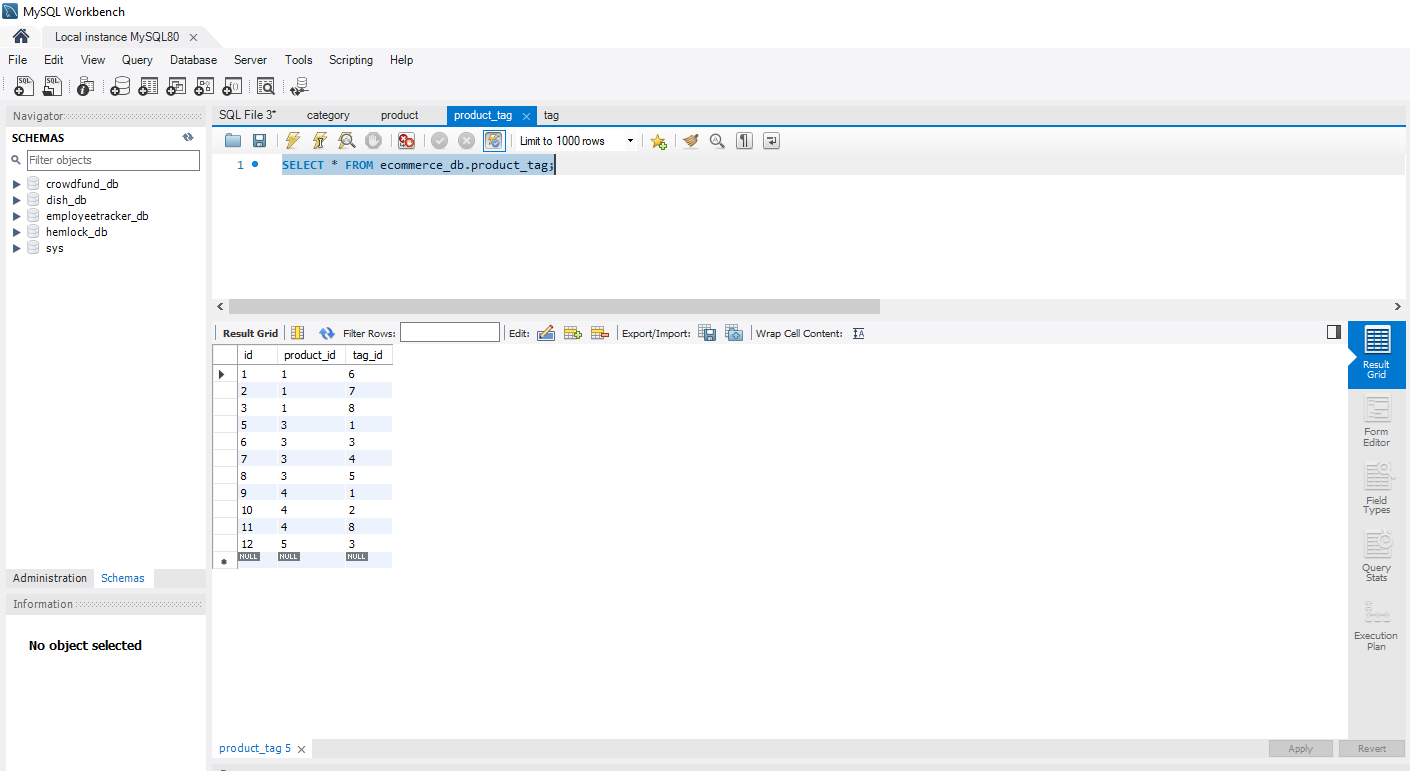 MySQL Workbench
Local instance MySQL80
File Edit View Query Database Server Tools Scripting Help
Navigator
SCHEMAS
Filter objects
crowdfund_db
dish_db
employeetracker_db
hemlock_db
sys
Administration Schemas
Information
No object selected
SQL File 3* category product product_tag tag
Limit to 1000 rows
1 SELECT * FROM ecommerce_db.product_tag;
Result Grid Filter Rows: Edit: Export/Import: Wrap Cell Content:
id product_id tag_id
1 1 6
2 1 7
3 1 8
5 3 1
6 3 3
7 3 4
8 3 5
9 4 1
10 4 2
11 4 8
12 5 3
NULL NULL NULL
Result
Grid
Form
Editor
Field
Types
Query
Stats
Execution
Plan
product_tag 5
Apply Revert